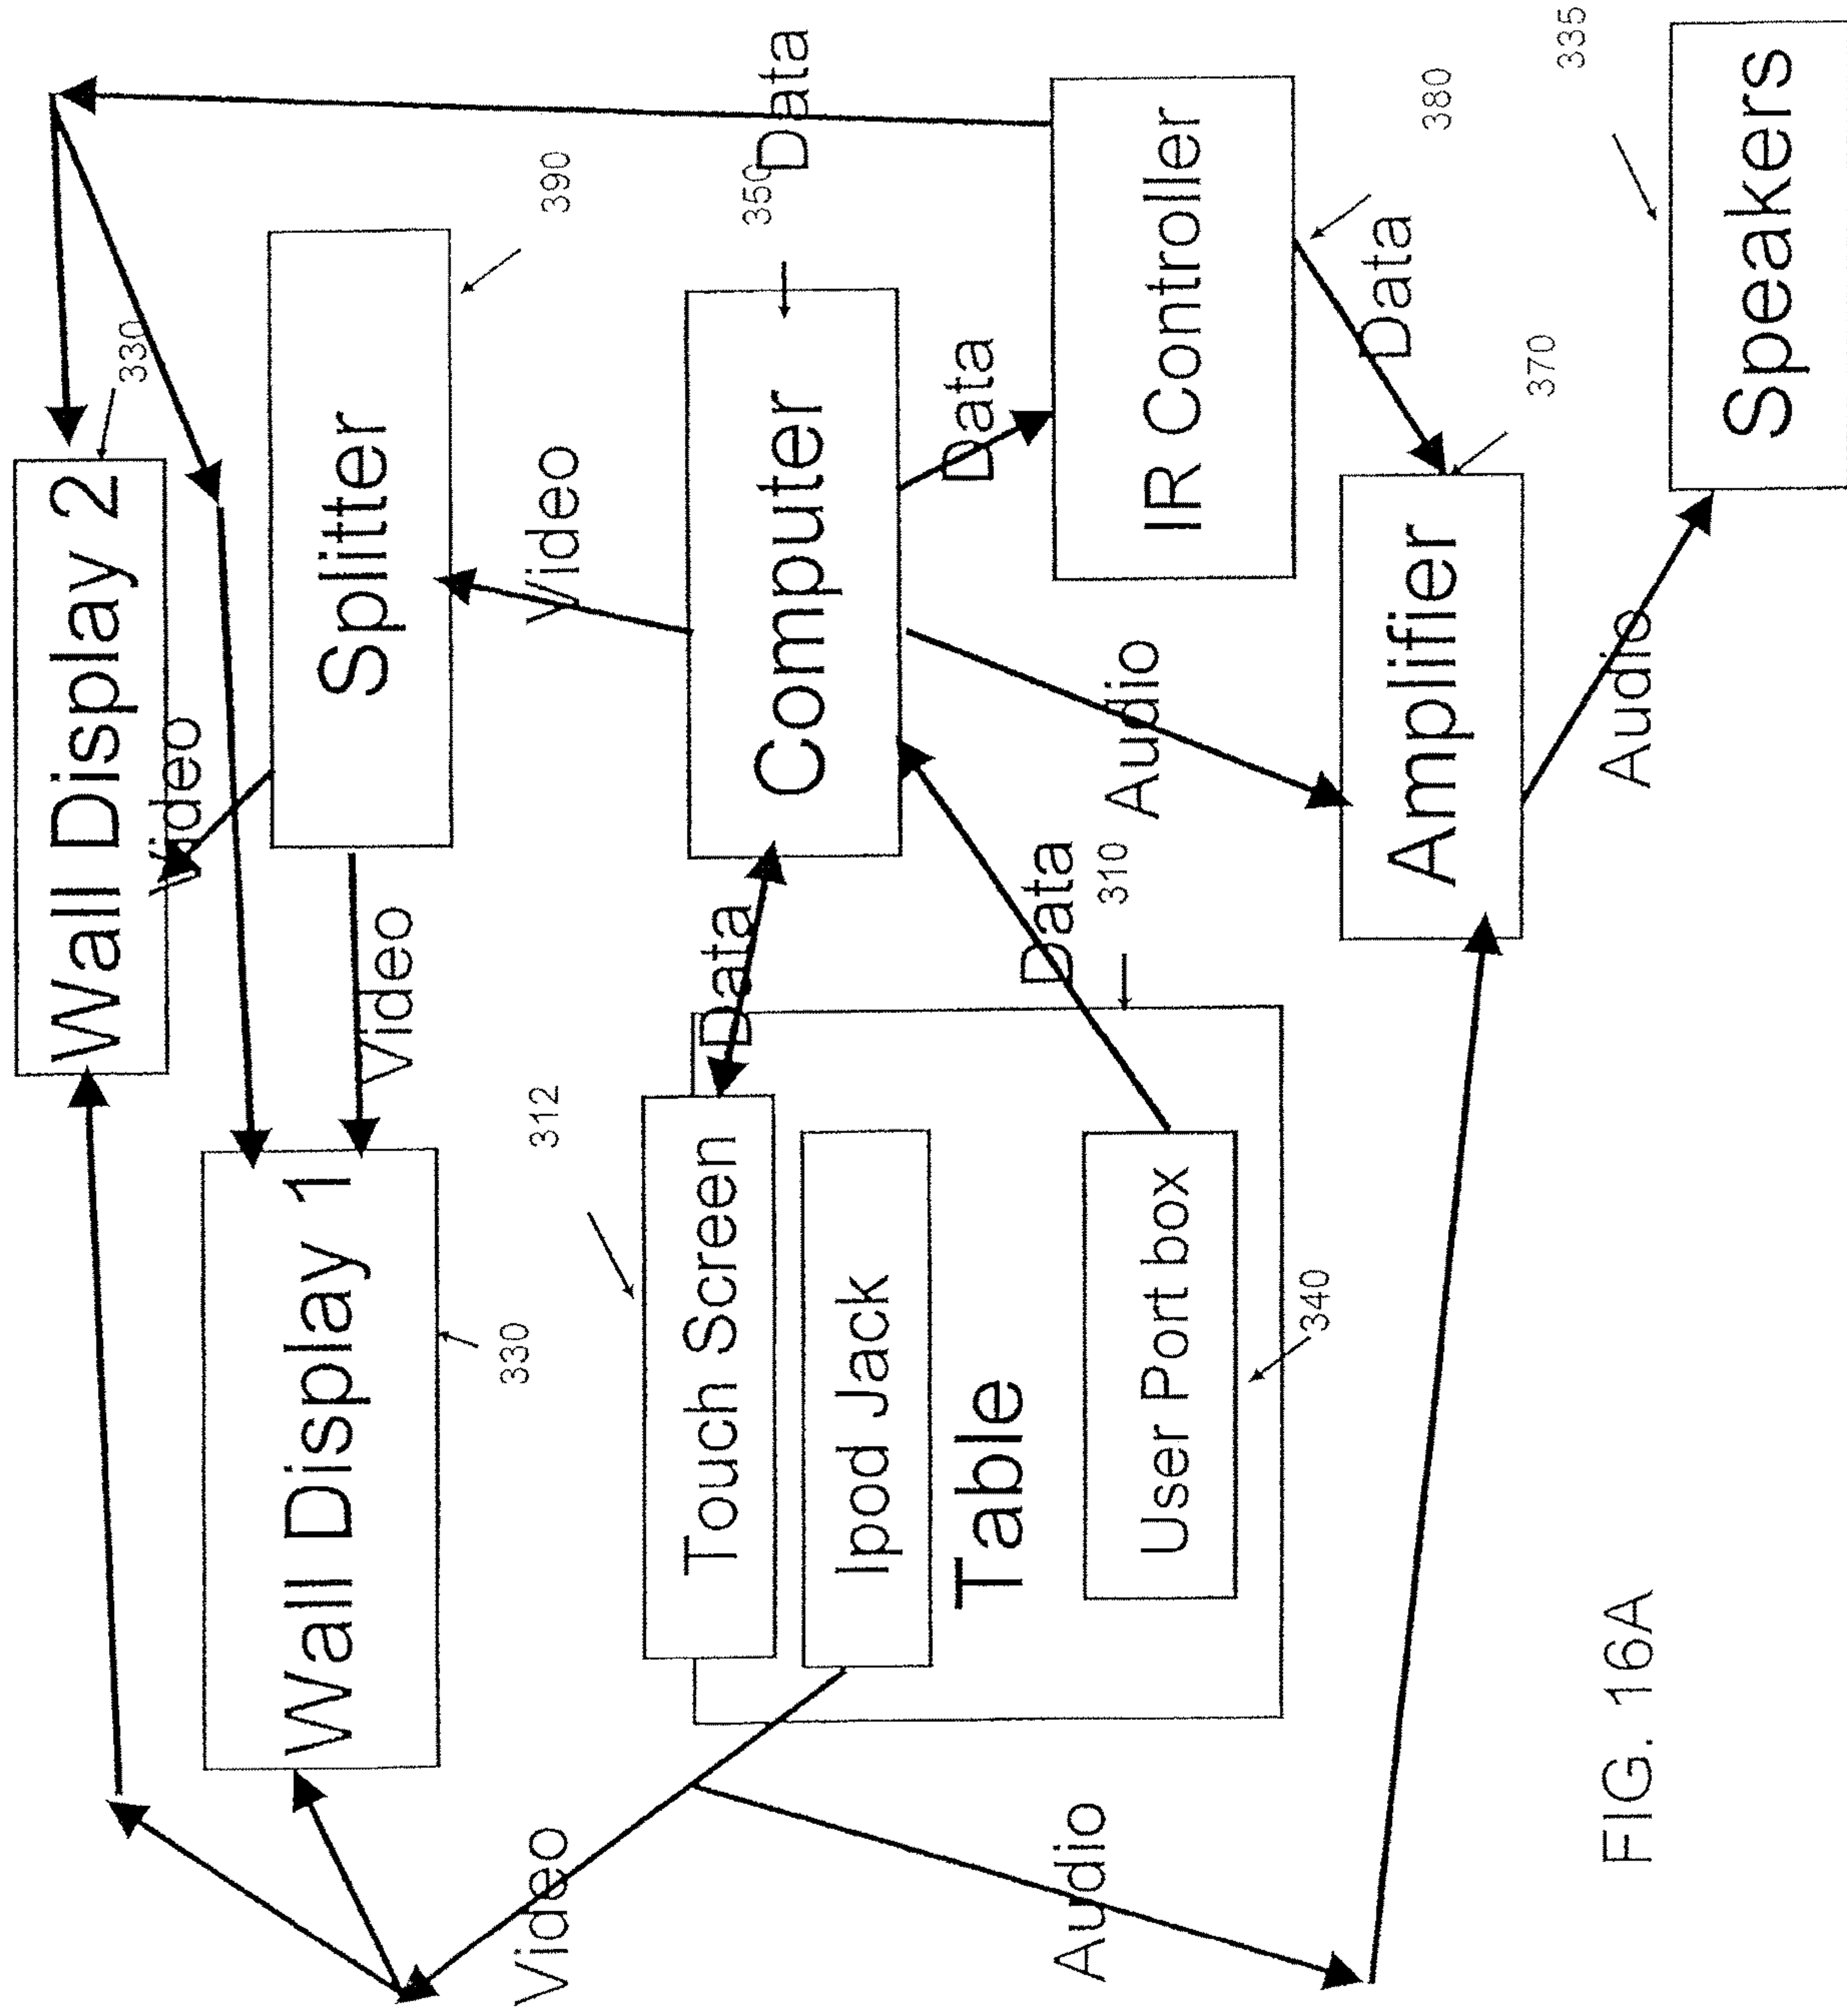 Wall Display 2
330
Video
Wall Display 1
330
Video
Splitter
390
Video
Video
312
Touch Screen
Ipod Jack
Table
User Port box
340
310
Data
Data
Computer
350
Data
Data
IR Controller
380
Data
Audio
Audio
Amplifier
370
Audio
Speakers
335
FIG. 16A